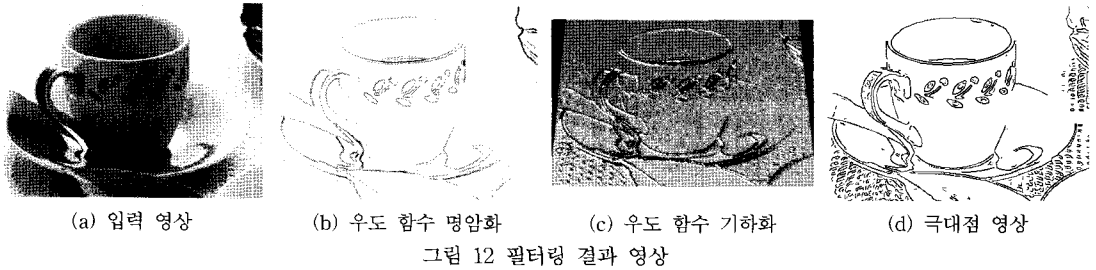 (a) 입력 영상
(b) 우도 함수 명암화
(c) 우도 함수 기하화
(d) 극대점 영상
그림 12 필터링 결과 영상